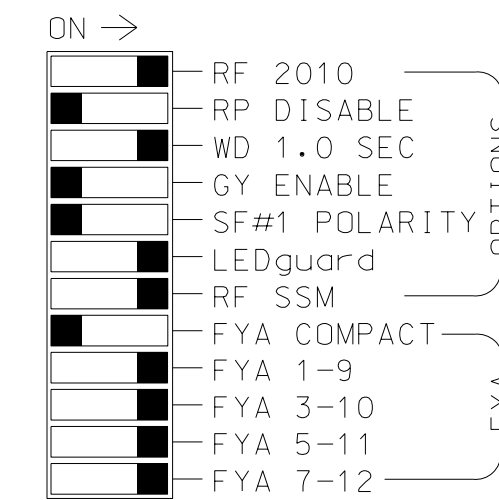 ON →
RF 2010
RP DISABLE
WD 1.0 SEC
GY ENABLE
SF#1 POLARITY
LEDguard
RF SSM
FYA COMPACT
FYA 1-9
FYA 3-10
FYA 5-11
FYA 7-12
OPTIONS
FYA